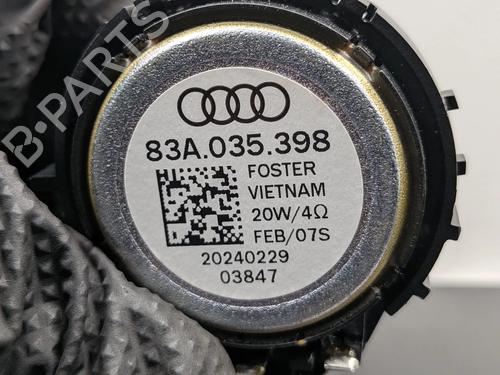 B-PARTS
83A.035.398
FOSTER
VIETNAM
20W/4Ω
FEB/07S
20240229
03847